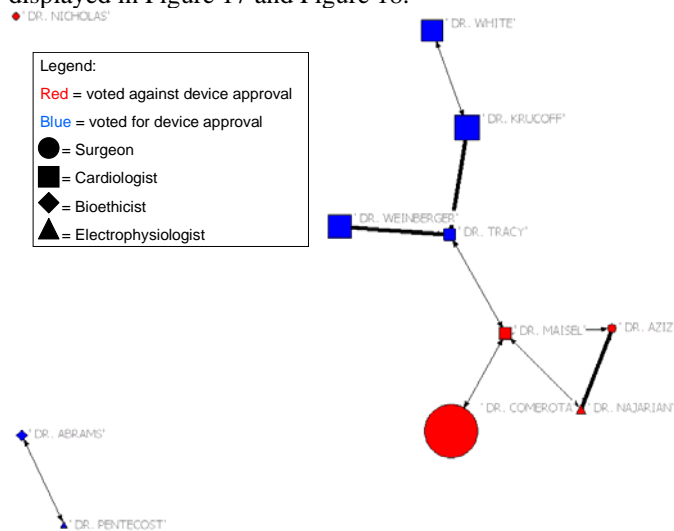 displayed in Figure 17 and Figure 18.
' DR. NICHOLAS'
' DR. WHITE'
Legend:
Red = voted against device approval
Blue = voted for device approval
= Surgeon
= Cardiologist
= Bioethicist
= Electrophysiologist
' DR. KRUCOFF'
' DR. WEINBERGER'
' DR. TRACY'
' DR. MAISEL'
' DR. AZIZ
' DR. COMEROTA'
' DR. NAJARIAN'
' DR. ABRAMS'
' DR. PENTECOST'